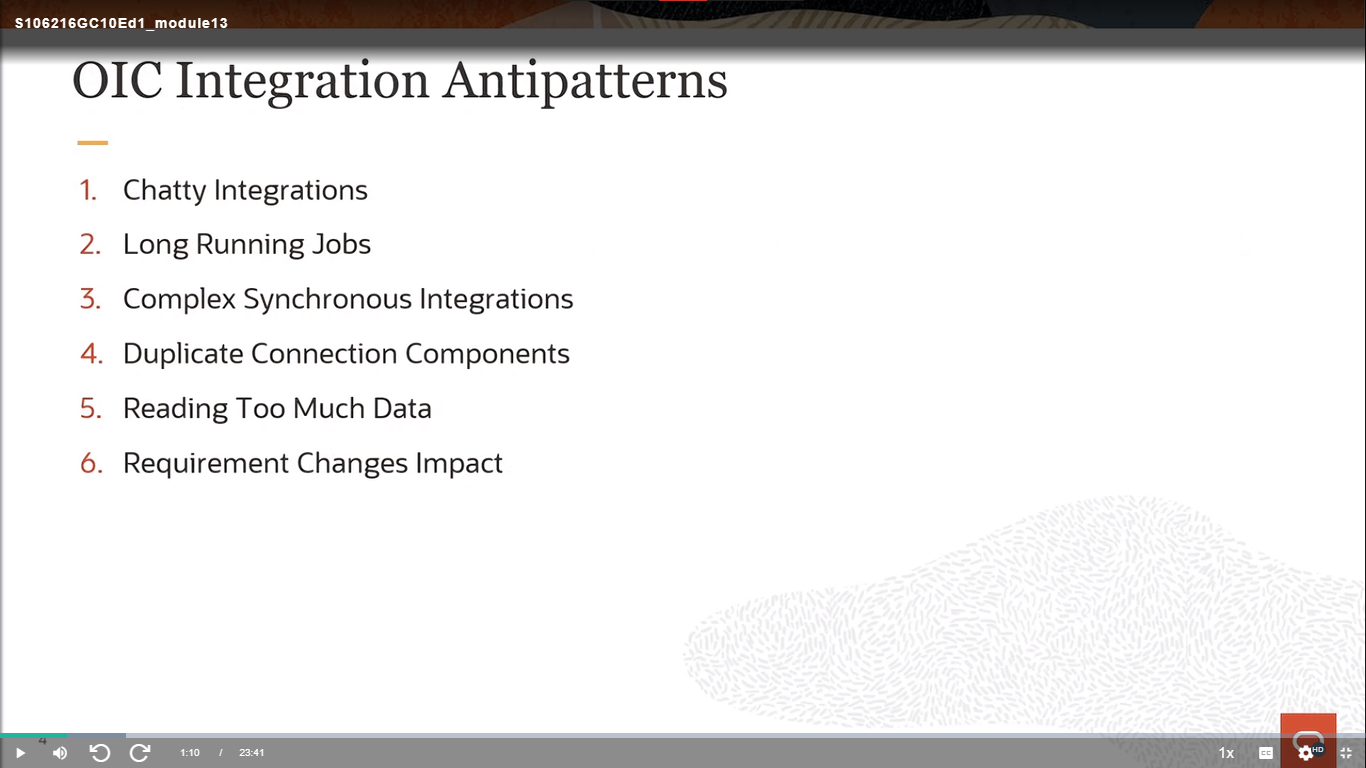 S106216GC10Ed1_module13
OIC Integration Antipatterns
1. Chatty Integrations
2. Long Running Jobs
3. Complex Synchronous Integrations
4. Duplicate Connection Components
5. Reading Too Much Data
6. Requirement Changes Impact
4
1:10 / 23:41 1x CC HD